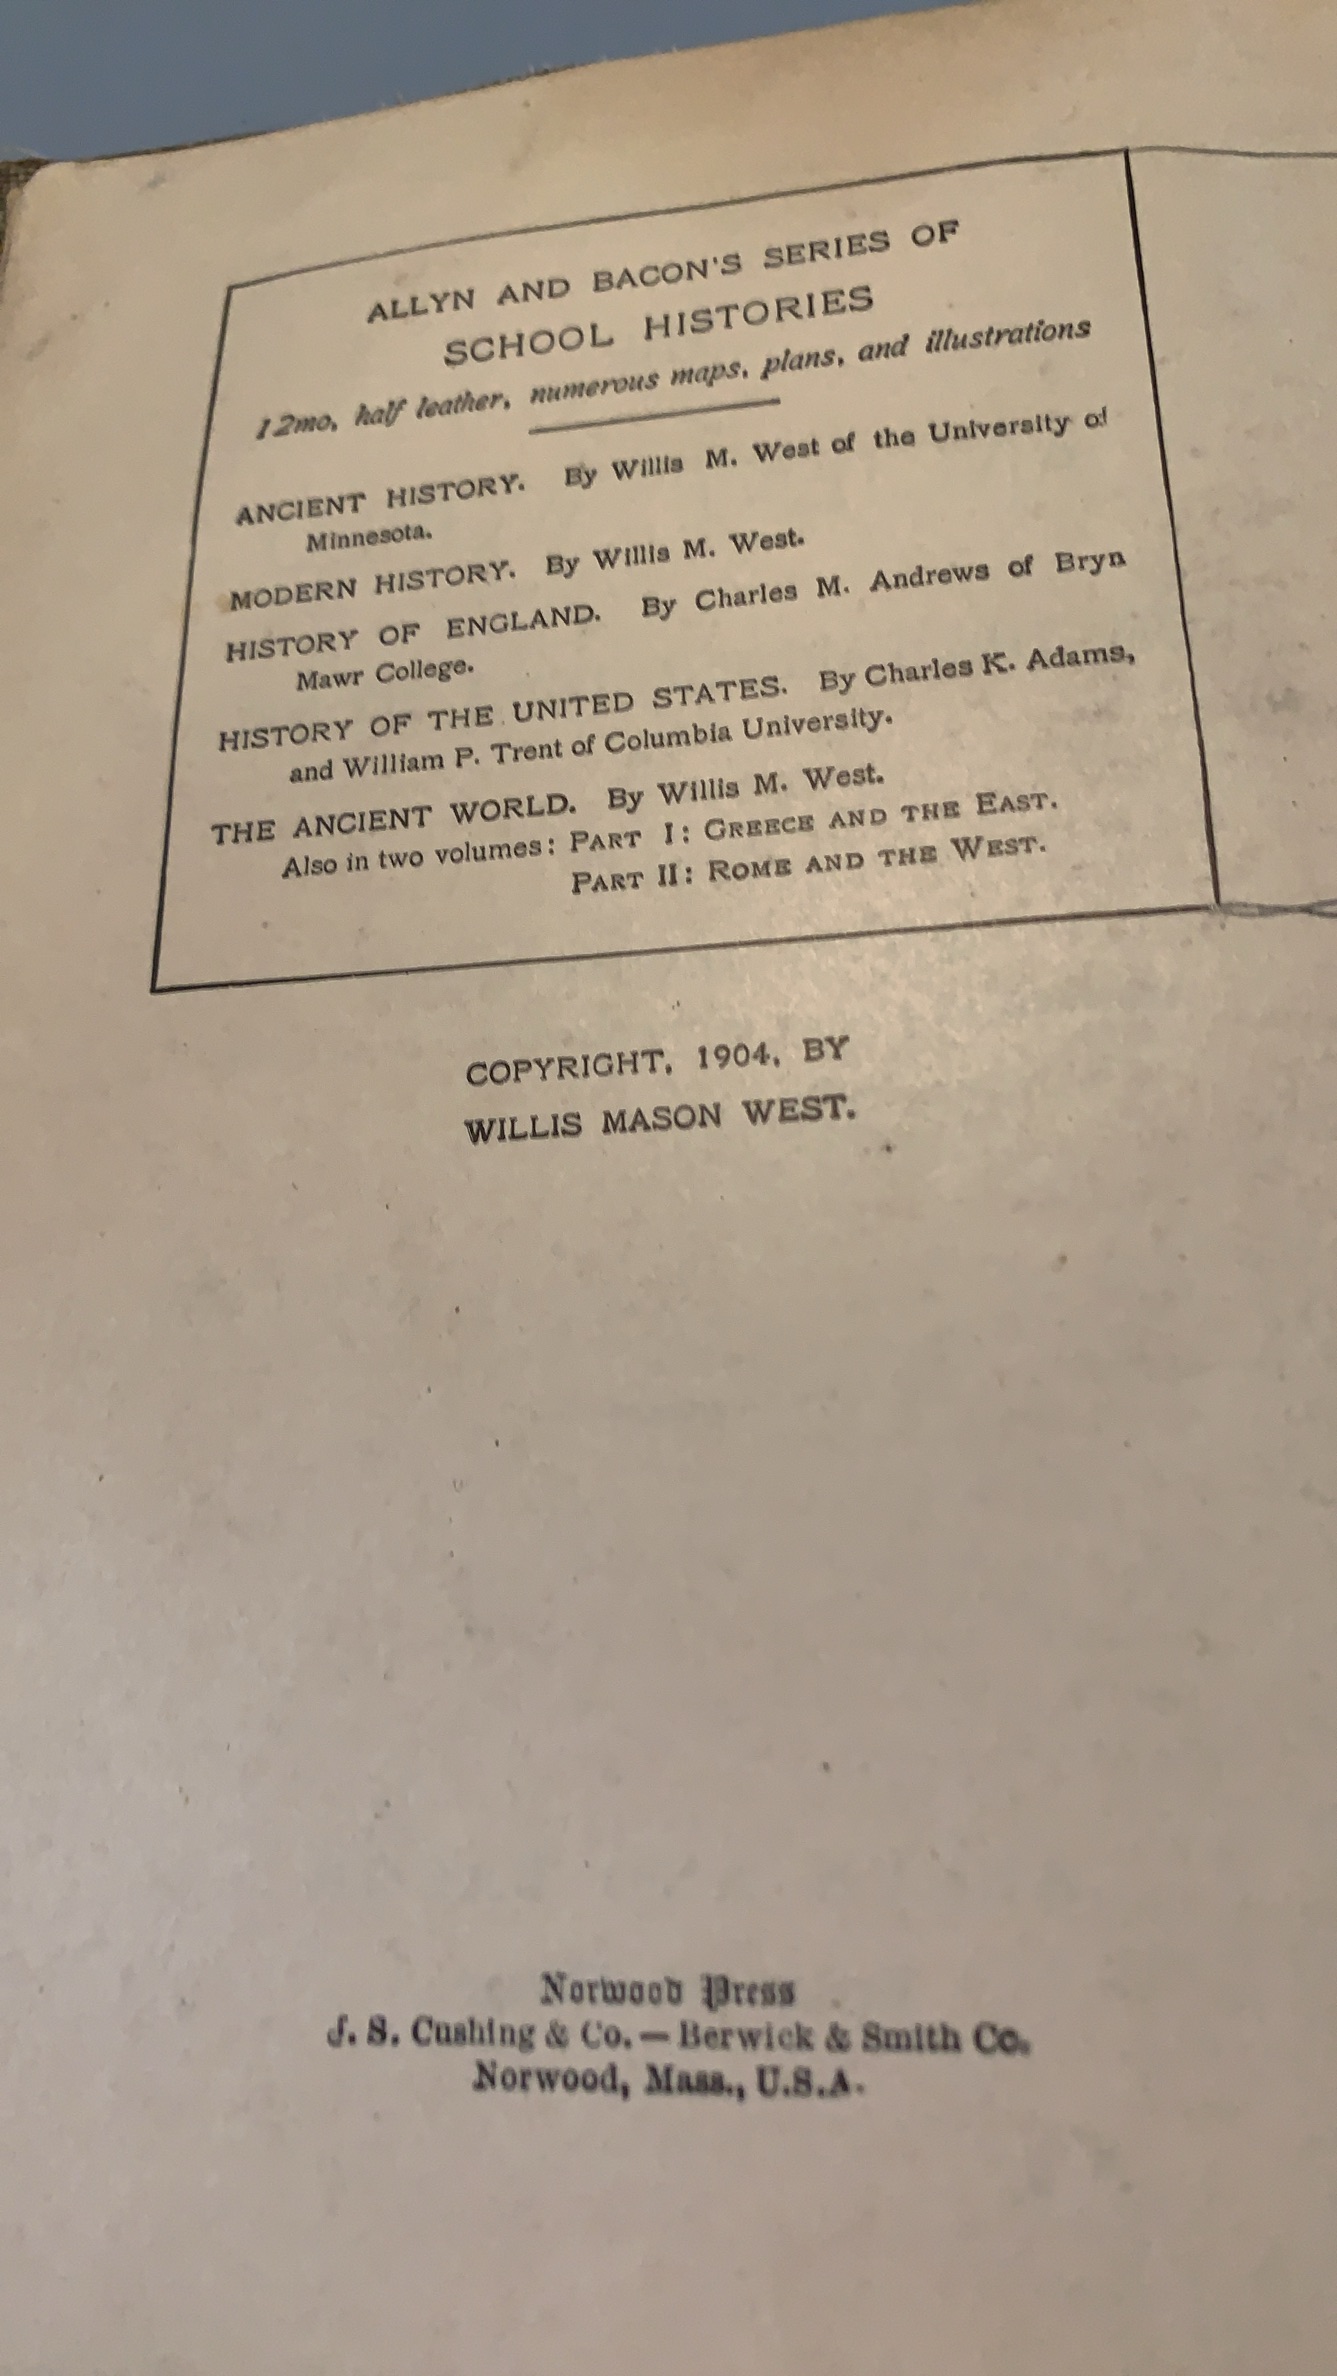 ALLYN AND BACON'S SERIES OF
SCHOOL HISTORIES
12mo, half leather, numerous maps, plans, and illustrations
ANCIENT HISTORY. By Willis M. West of the University of
Minnesota.
MODERN HISTORY. By Willis M. West.
HISTORY OF ENGLAND. By Charles M. Andrews of Bryn
Mawr College.
HISTORY OF THE UNITED STATES. By Charles K. Adams,
and William P. Trent of Columbia University.
THE ANCIENT WORLD. By Willis M. West.
Also in two volumes: PART I: GREECE AND THE EAST.
PART II: ROME AND THE WEST.
COPYRIGHT, 1904, BY
WILLIS MASON WEST.
Norwood Press
J. S. Cushing & Co. — Berwick & Smith Co.
Norwood, Mass., U.S.A.